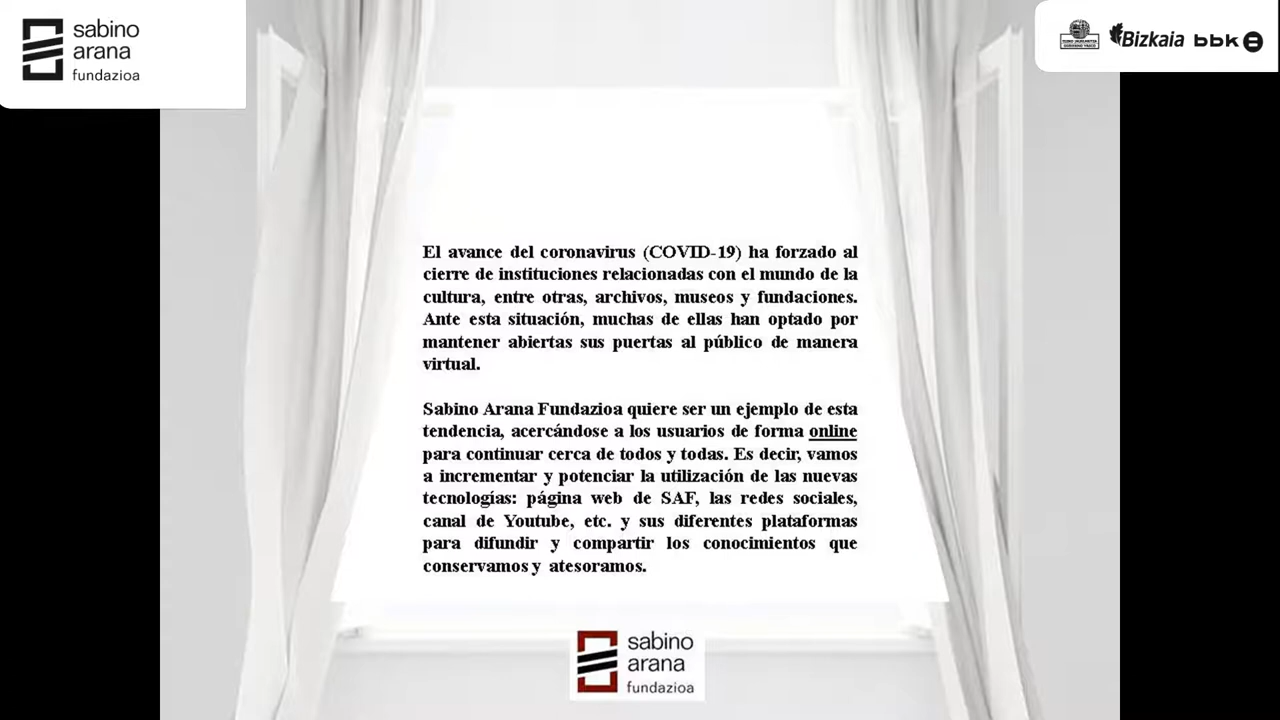 sabino
arana
fundazioa
Bizkaia bbk
El avance del coronavirus (COVID-19) ha forzado al
cierre de instituciones relacionadas con el mundo de la
cultura, entre otras, archivos, museos y fundaciones.
Ante esta situación, muchas de ellas han optado por
mantener abiertas sus puertas al público de manera
virtual.
Sabino Arana Fundazioa quiere ser un ejemplo de esta
tendencia, acercándose a los usuarios de forma online
para continuar cerca de todos y todas. Es decir, vamos
a incrementar y potenciar la utilización de las nuevas
tecnologías: página web de SAF, las redes sociales,
canal de Youtube, etc. y sus diferentes plataformas
para difundir y compartir los conocimientos que
conservamos y atesoramos.
sabino
arana
fundazioa